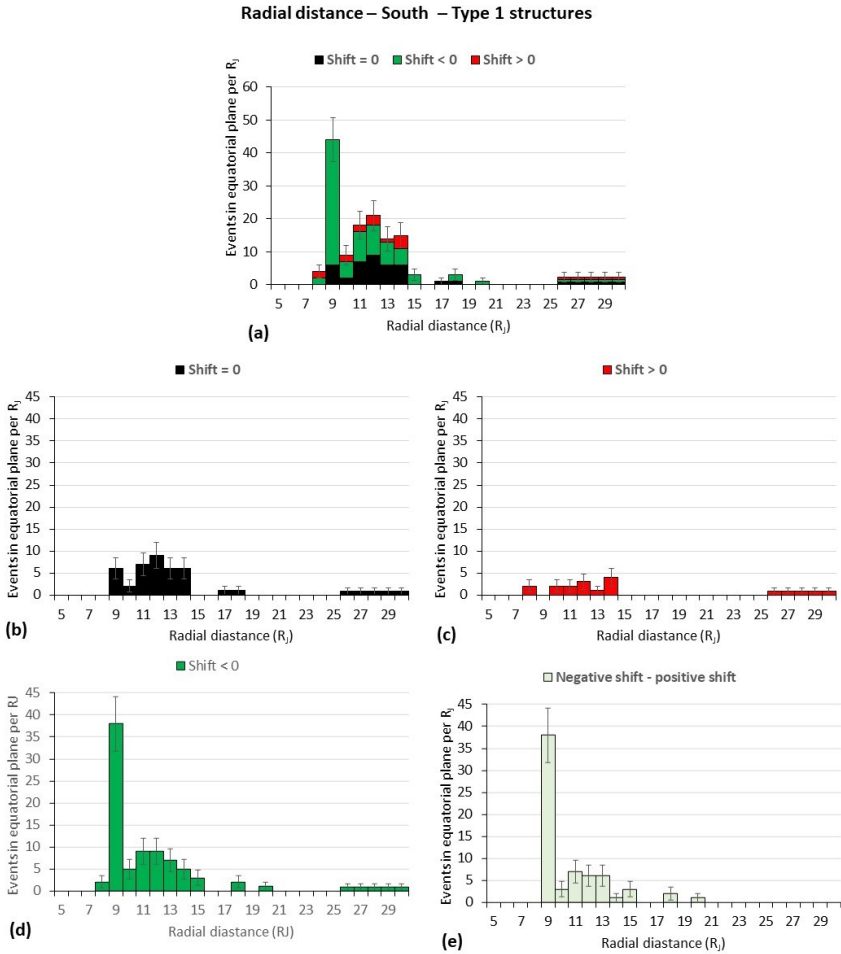 Radial distance – South – Type 1 structures
Shift = 0 Shift < 0 Shift > 0
Events in equatorial plane per RJ
60
50
40
30
20
10
0
5 7 9 11 13 15 17 19 21 23 25 27 29
Radial diastance (RJ)
(a)
Shift = 0
Events in equatorial plane per RJ
45
40
35
30
25
20
15
10
5
0
5 7 9 11 13 15 17 19 21 23 25 27 29
Radial diastance (RJ)
(b)
Shift > 0
Events in equatorial plane per RJ
45
40
35
30
25
20
15
10
5
0
5 7 9 11 13 15 17 19 21 23 25 27 29
Radial diastance (RJ)
(c)
Shift < 0
Events in equatorial plane per RJ
45
40
35
30
25
20
15
10
5
0
5 7 9 11 13 15 17 19 21 23 25 27 29
Radial diastance (RJ)
(d)
Negative shift - positive shift
Events in equatorial plane per RJ
45
40
35
30
25
20
15
10
5
0
5 7 9 11 13 15 17 19 21 23 25 27 29
Radial diastance (RJ)
(e)